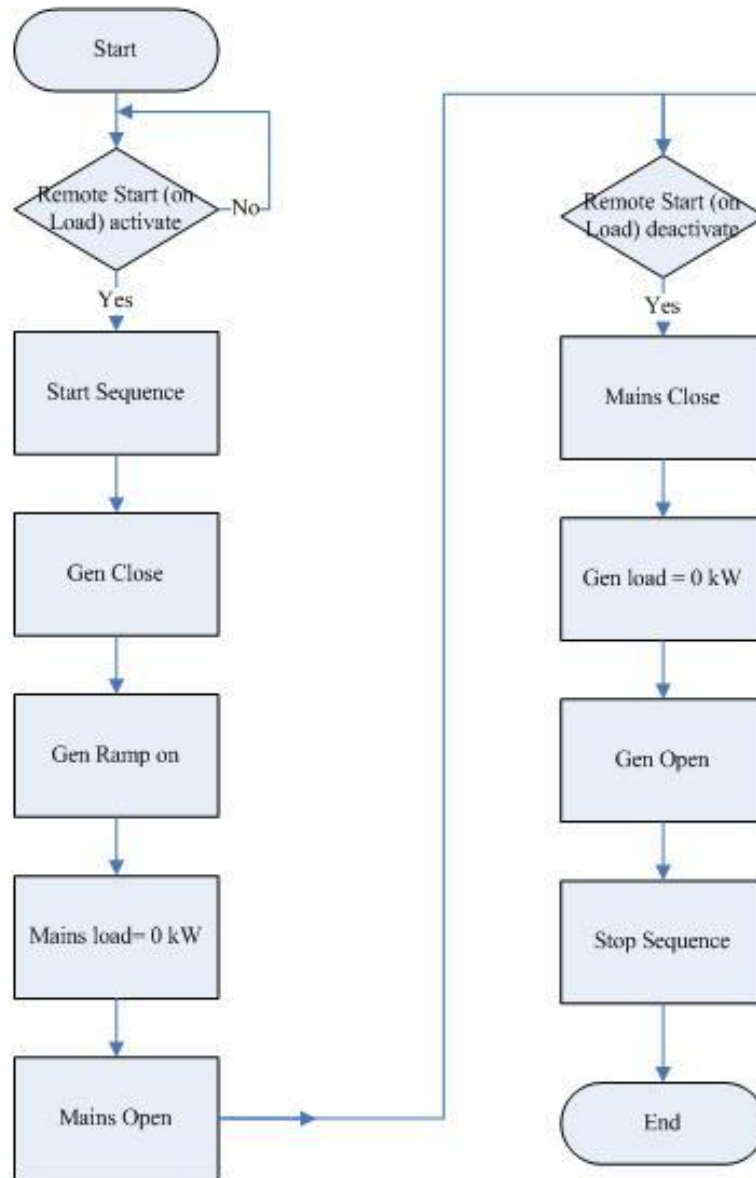 Start
Remote Start (on
Load) activate
No
Yes
Start Sequence
Gen Close
Gen Ramp on
Mains load= 0 kW
Mains Open
Remote Start (on
Load) deactivate
Yes
Mains Close
Gen load = 0 kW
Gen Open
Stop Sequence
End